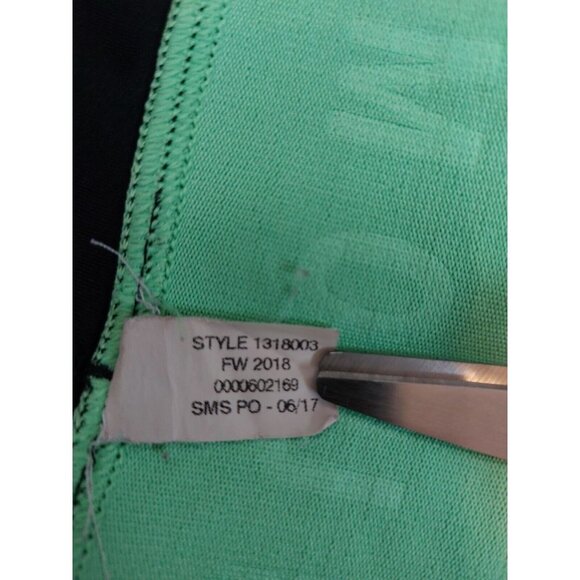 STYLE 1318003
FW 2018
0000602169
SMS PO - 06/17